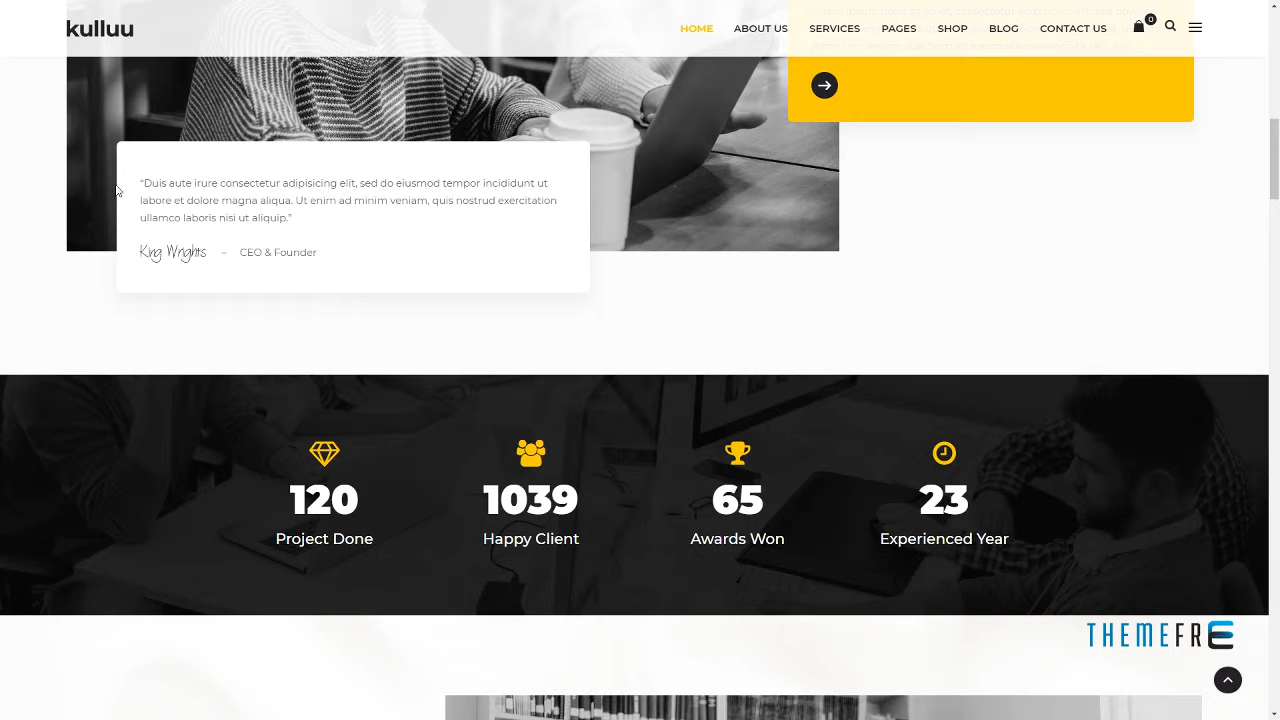 kulluu
HOME ABOUT US SERVICES PAGES SHOP BLOG CONTACT US 0
“Duis aute irure consectetur adipisicing elit, sed do eiusmod tempor incididunt ut
labore et dolore magna aliqua. Ut enim ad minim veniam, quis nostrud exercitation
ullamco laboris nisi ut aliquip.”
King Wrights – CEO & Founder
120 1039 65 23
Project Done Happy Client Awards Won Experienced Year
THEMEFRE